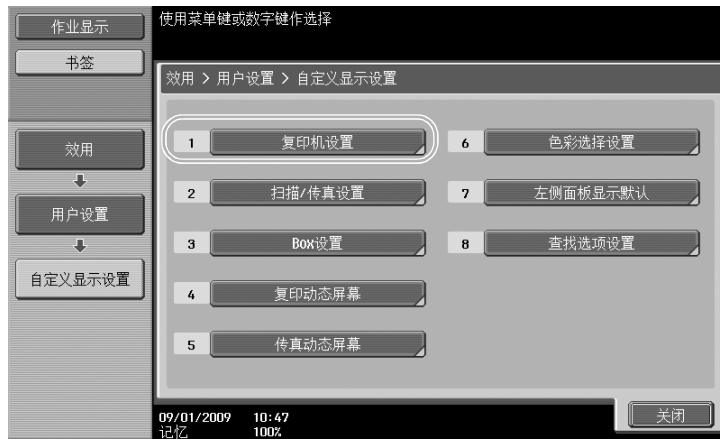 作业显示
书签
使用菜单键或数字键作选择
效用 > 用户设置 > 自定义显示设置
效用
用户设置
自定义显示设置
1 复印机设置
2 扫描/传真设置
3 Box设置
4 复印动态屏幕
5 传真动态屏幕
6 色彩选择设置
7 左侧面板显示默认
8 查找选项设置
09/01/2009 10:47
记忆 100%
关闭